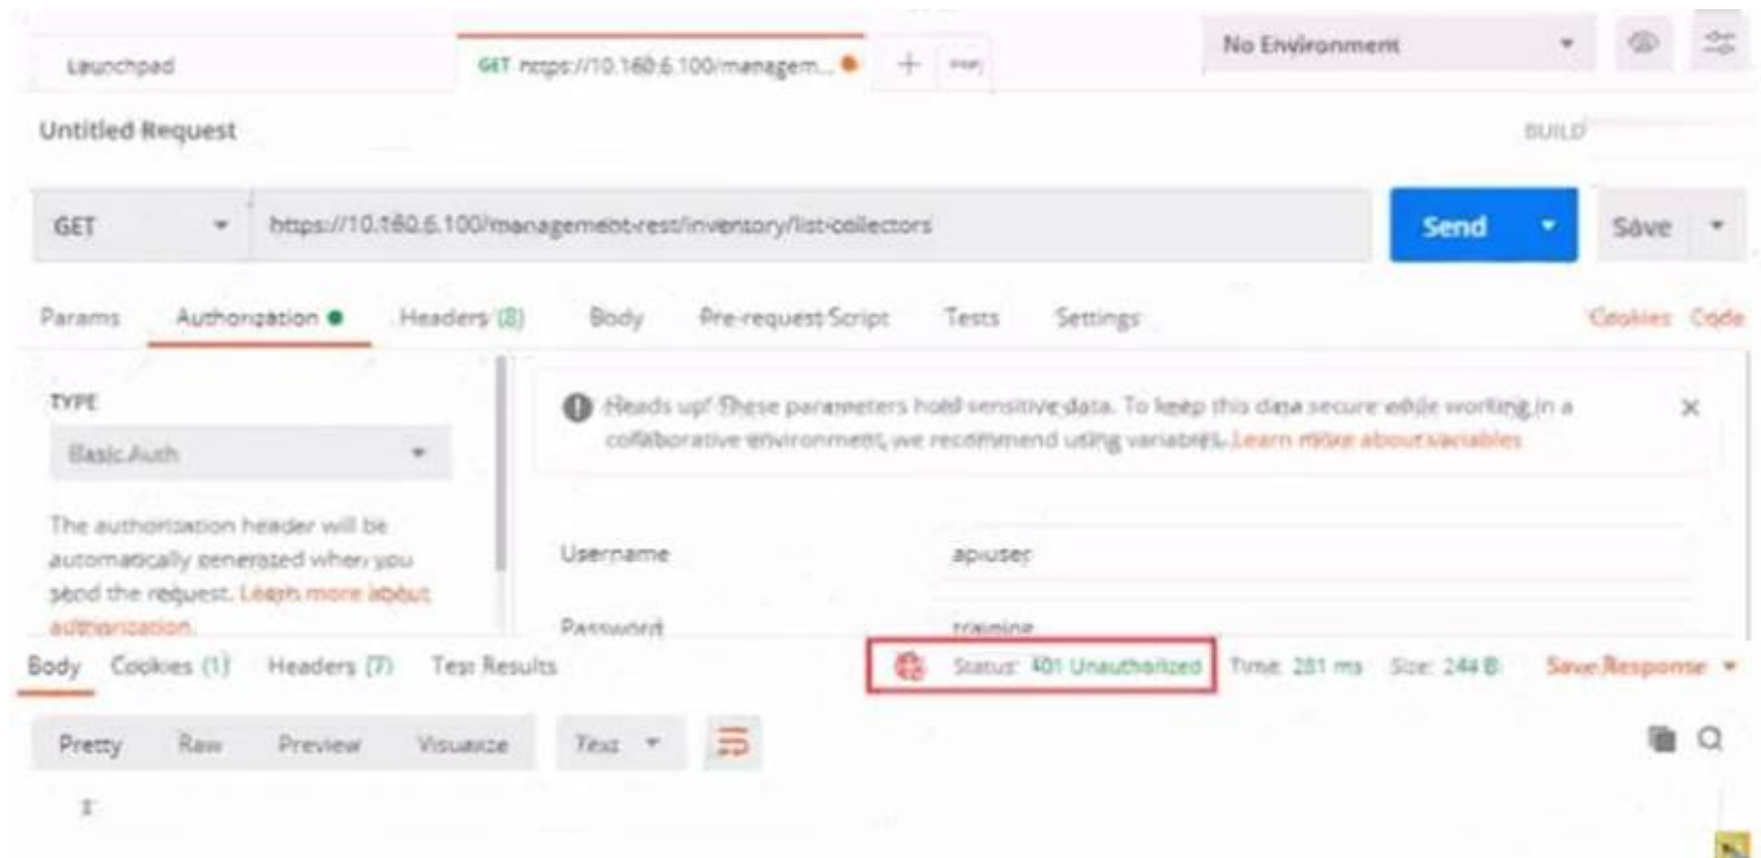 Launchpad
GET https://10.160.6.100/managem...
No Environment
Untitled Request
BUILD
GET
https://10.160.6.100/management-rest/inventory/list-collectors
Send
Save
Params
Authorization
Headers (8)
Body
Pre-request Script
Tests
Settings
Cookies
Code
TYPE
Heads up! These parameters hold sensitive data. To keep this data secure while working in a
collaborative environment, we recommend using variables. Learn more about variables
Basic Auth
The authorization header will be
automatically generated when you
send the request. Learn more about
authorization.
Username
apiuser
Password
training
Body
Cookies (1)
Headers (7)
Test Results
Status: 401 Unauthorized
Time: 281 ms
Size: 244 B
Save Response
Pretty
Raw
Preview
Visualize
Text
1